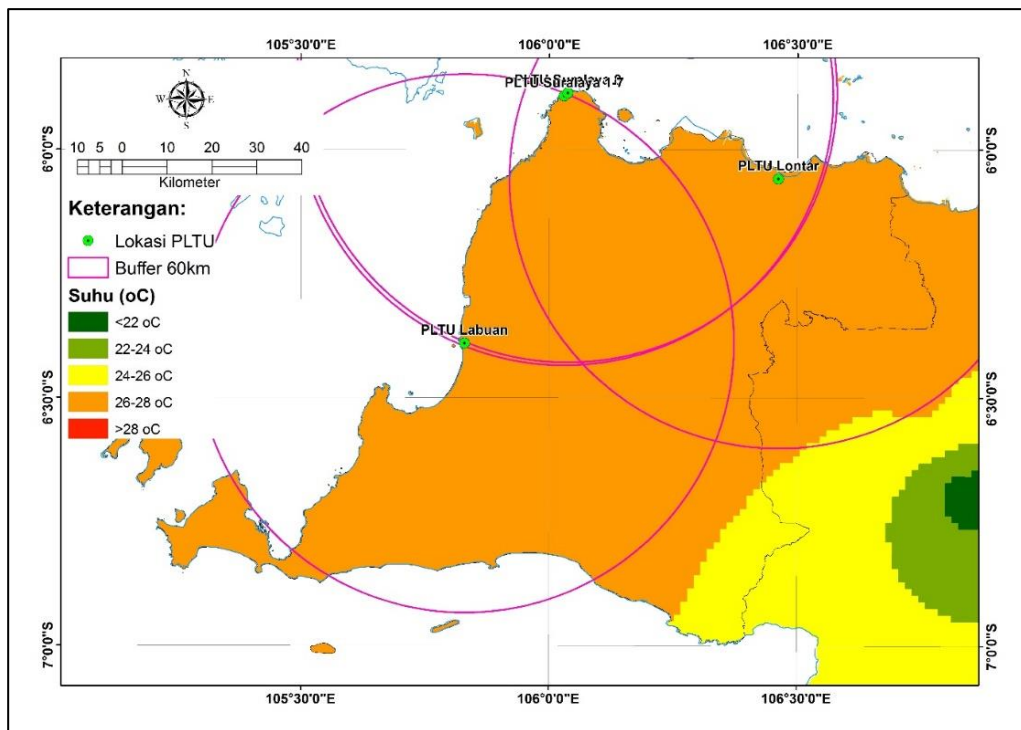 105°30'0"E 106°0'0"E 106°30'0"E
N
W E
S
PLTU Suralaya 1-7
10 5 0 10 20 30 40
Kilometer
6°0'0"S
6°0'0"S
PLTU Lontar
Keterangan:
Lokasi PLTU
Buffer 60km
Suhu (oC)
<22 oC
22-24 oC
24-26 oC
26-28 oC
>28 oC
PLTU Labuan
6°30'0"S
6°30'0"S
7°0'0"S
7°0'0"S
105°30'0"E 106°0'0"E 106°30'0"E